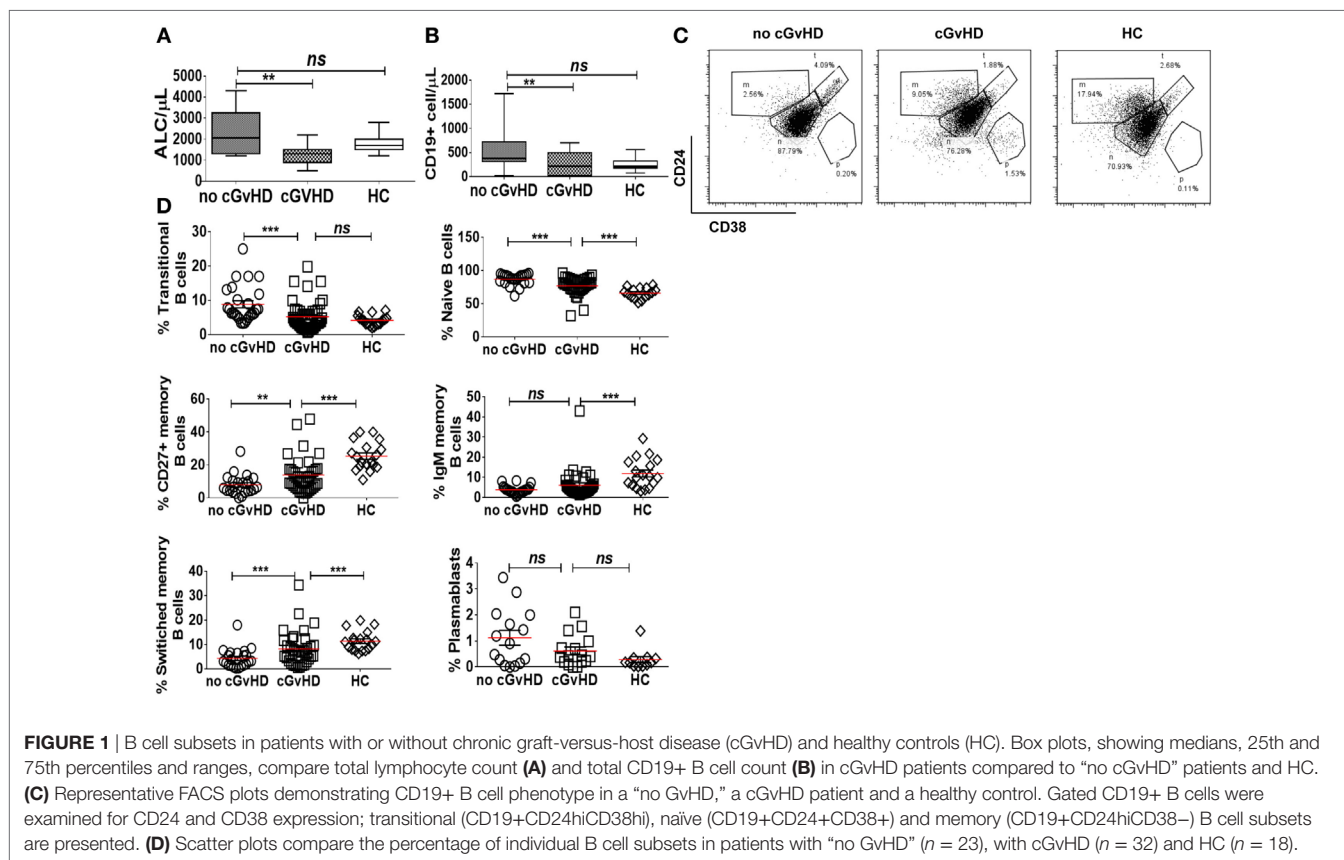 A
ns
**
ALC/μL
5000
4000
3000
2000
1000
0
no cGvHD cGVHD HC
B
ns
**
CD19+ cell/μL
2000
1500
1000
500
0
no cGvHD cGvHD HC
C
no cGvHD cGvHD HC
t
4.09%
m
2.56%
n
87.79%
p
0.20%
t
1.88%
m
9.05%
n
76.28%
p
1.53%
t
2.68%
m
17.94%
n
70.93%
p
0.11%
CD24
CD38
D
*** ns
% Transitional
B cells
30
20
10
0
no cGvHD cGvHD HC
*** ***
% Naive B cells
150
100
50
0
no cGvHD cGvHD HC
** ***
% CD27+ memory
B cells
60
40
20
0
no cGvHD cGvHD HC
ns ***
% IgM memory
B cells
50
40
30
20
10
0
no cGvHD cGvHD HC
*** ***
% Switiched memory
B cells
40
30
20
10
0
no cGvHD cGvHD HC
ns ns
% Plasmablasts
4
3
2
1
0
no cGvHD cGvHD HC
FIGURE 1 | B cell subsets in patients with or without chronic graft-versus-host disease (cGvHD) and healthy controls (HC). Box plots, showing medians, 25th and
75th percentiles and ranges, compare total lymphocyte count (A) and total CD19+ B cell count (B) in cGvHD patients compared to “no cGvHD” patients and HC.
(C) Representative FACS plots demonstrating CD19+ B cell phenotype in a “no GvHD,” a cGvHD patient and a healthy control. Gated CD19+ B cells were
examined for CD24 and CD38 expression; transitional (CD19+CD24hiCD38hi), naïve (CD19+CD24+CD38+) and memory (CD19+CD24hiCD38−) B cell subsets
are presented. (D) Scatter plots compare the percentage of individual B cell subsets in patients with “no GvHD” (n = 23), with cGvHD (n = 32) and HC (n = 18).